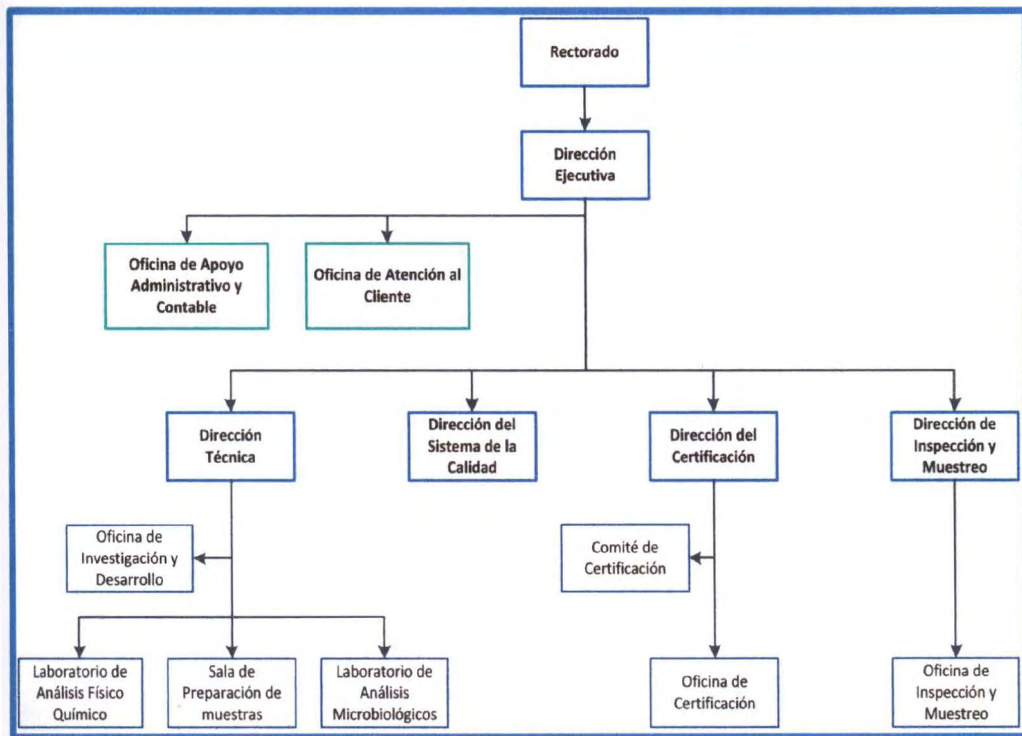 Rectorado
Dirección
Ejecutiva
Oficina de Apoyo
Administrativo y
Contable
Oficina de Atención al
Cliente
Dirección
Técnica
Dirección del
Sistema de la
Calidad
Dirección del
Certificación
Dirección de
Inspección y
Muestreo
Oficina de
Investigación y
Desarrollo
Comité de
Certificación
Laboratorio de
Análisis Físico
Químico
Sala de
Preparación de
muestras
Laboratorio de
Análisis
Microbiológicos
Oficina de
Certificación
Oficina de
Inspección y
Muestreo